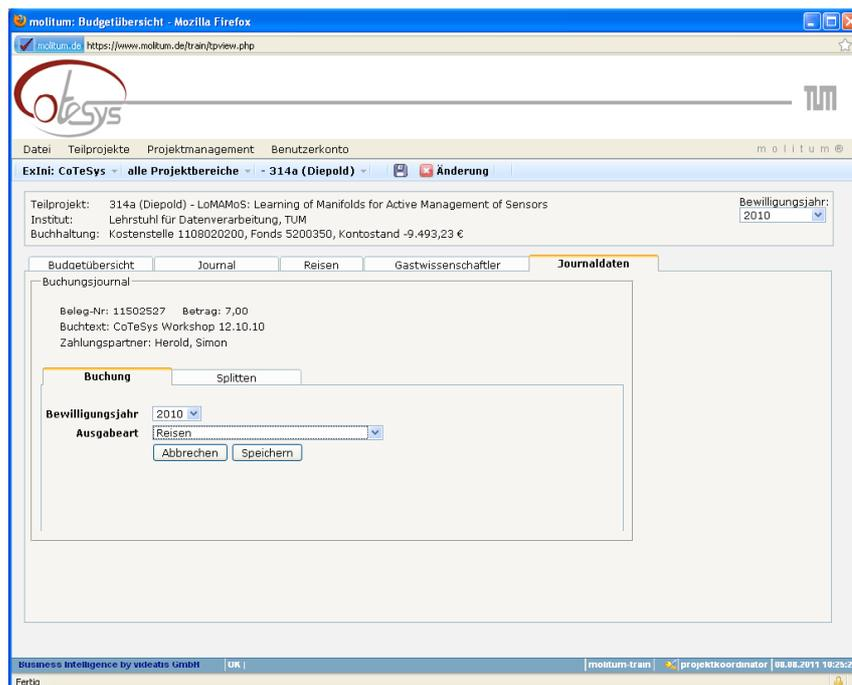 molitum: Budgetübersicht - Mozilla Firefox
molitum.de https://www.molitum.de/train/tpview.php
CoTeSys
TUM
Datei Teilprojekte Projektmanagement Benutzerkonto molitum®
ExIni: CoTeSys alle Projektbereiche - 314a (Diepold) Änderung
Teilprojekt: 314a (Diepold) - LoMAMoS: Learning of Manifolds for Active Management of Sensors
Bewilligungsjahr:
Institut: Lehrstuhl für Datenverarbeitung, TUM
2010
Buchhaltung: Kostenstelle 1108020200, Fonds 5200350, Kontostand -9.493,23 €
Budgetübersicht Journal Reisen Gastwissenschaftler Journaldaten
Buchungsjournal
Beleg-Nr: 11502527 Betrag: 7,00
Buchtext: CoTeSys Workshop 12.10.10
Zahlungspartner: Herold, Simon
Buchung Splitten
Bewilligungsjahr 2010
Ausgabeart Reisen
Abbrechen Speichern
Business Intelligence by videatis GmbH OK | molitum-train projektkoordinator 08.08.2011 10:25:2
Fertig